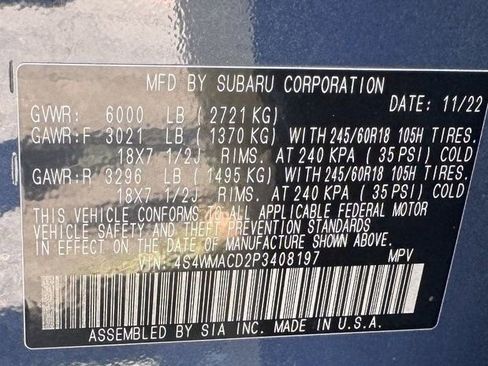 MFD BY SUBARU CORPORATION
GVWR: 6000 LB (2721 KG) DATE: 11/22
GAWR:F 3021 LB (1370 KG) WITH 245/60R18 105H TIRES.
18X7 1/2J RIMS. AT 240 KPA (35 PSI) COLD
GAWR:R 3296 LB (1495 KG) WITH 245/60R18 105H TIRES.
18X7 1/2J RIMS. AT 240 KPA (35 PSI) COLD
THIS VEHICLE CONFORMS TO ALL APPLICABLE FEDERAL MOTOR
VEHICLE SAFETY AND THEFT PREVENTION STANDARDS
IN EFFECT ON THE DATE OF MANUFACTURE SHOWN ABOVE.
VIN: 4S4WMACD2P3408197 MPV
ASSEMBLED BY SIA INC. MADE IN U.S.A.